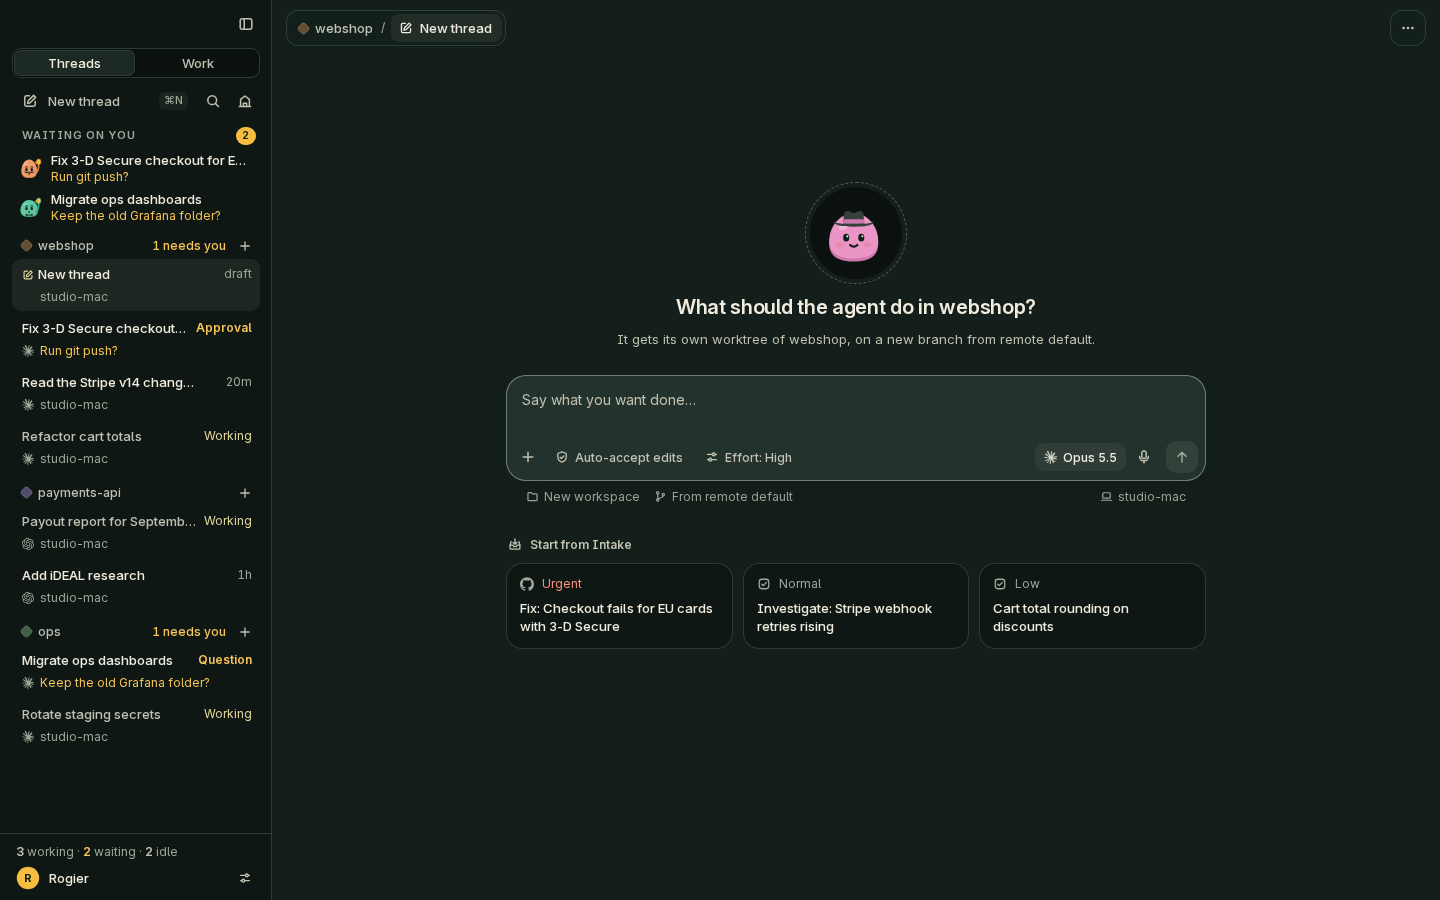 Threads
Work
New thread
⌘N
WAITING ON YOU
2
Fix 3-D Secure checkout for E…
Run git push?
Migrate ops dashboards
Keep the old Grafana folder?
webshop
1 needs you
New thread
draft
studio-mac
Fix 3-D Secure checkout…
Approval
Run git push?
Read the Stripe v14 chang…
20m
studio-mac
Refactor cart totals
Working
studio-mac
payments-api
Payout report for Septemb…
Working
studio-mac
Add iDEAL research
1h
studio-mac
ops
1 needs you
Migrate ops dashboards
Question
Keep the old Grafana folder?
Rotate staging secrets
Working
studio-mac
3 working · 2 waiting · 2 idle
R
Rogier
webshop / New thread
What should the agent do in webshop?
It gets its own worktree of webshop, on a new branch from remote default.
Say what you want done…
Auto-accept edits
Effort: High
Opus 5.5
New workspace
From remote default
studio-mac
Start from Intake
Urgent
Fix: Checkout fails for EU cards
with 3-D Secure
Normal
Investigate: Stripe webhook
retries rising
Low
Cart total rounding on
discounts